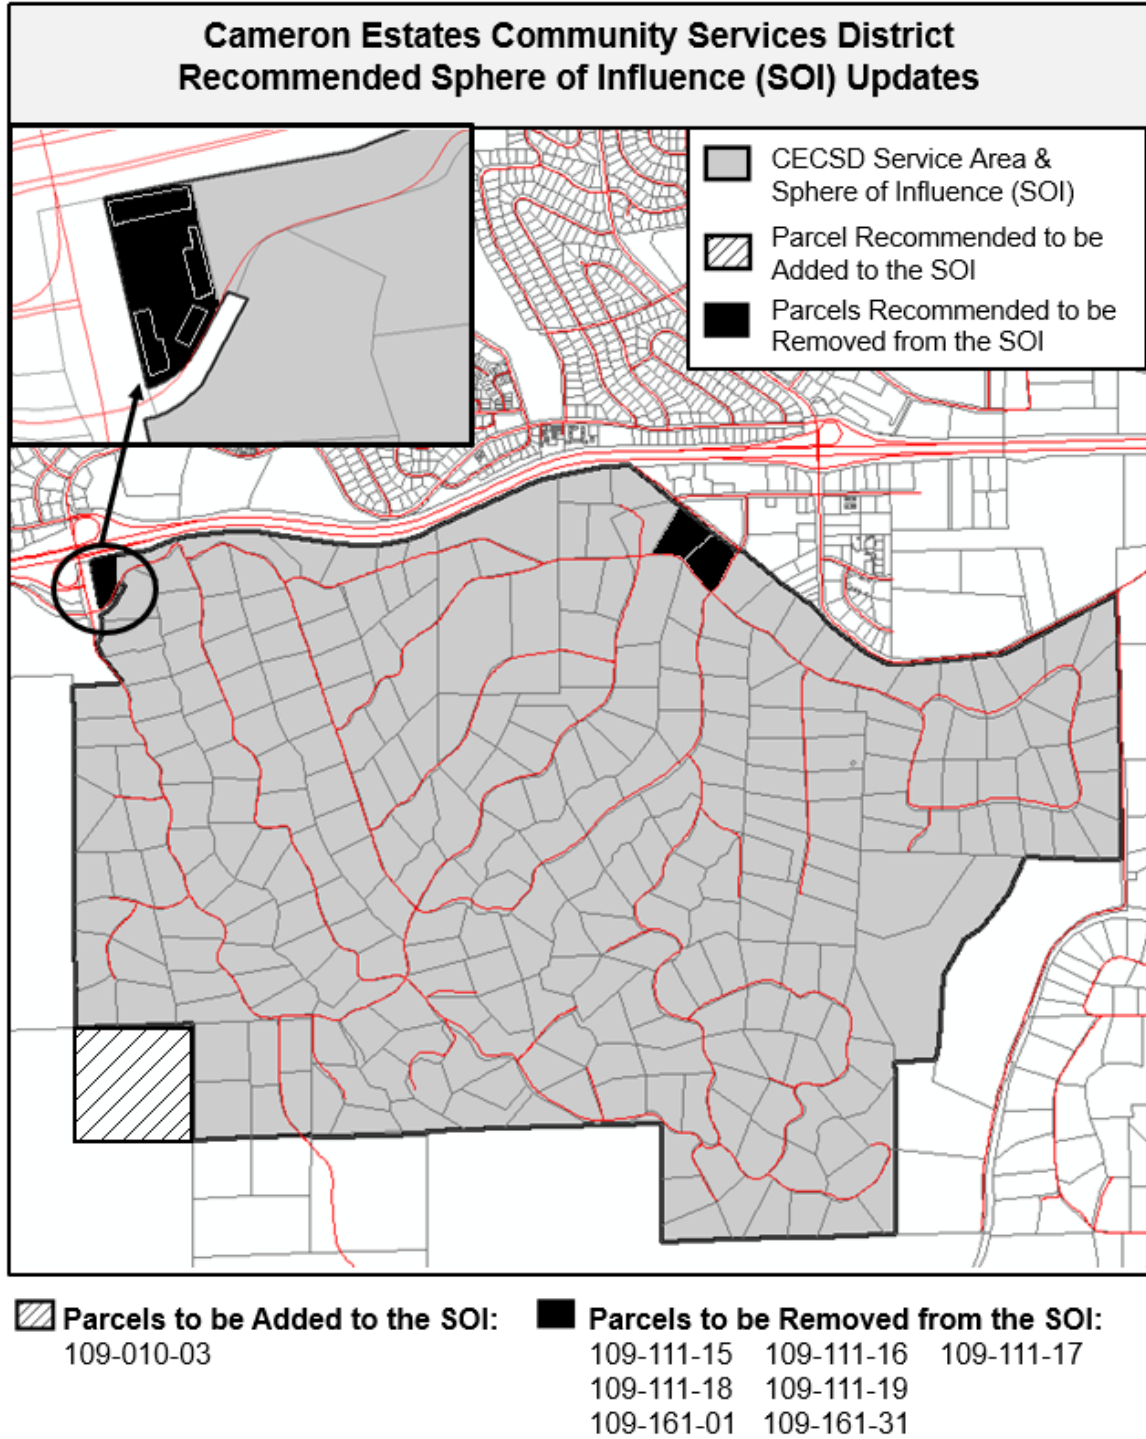 Cameron Estates Community Services District
Recommended Sphere of Influence (SOI) Updates
CECSD Service Area &
Sphere of Influence (SOI)
Parcel Recommended to be
Added to the SOI
Parcels Recommended to be
Removed from the SOI
Parcels to be Added to the SOI:
109-010-03
Parcels to be Removed from the SOI:
109-111-15 109-111-16 109-111-17
109-111-18 109-111-19
109-161-01 109-161-31